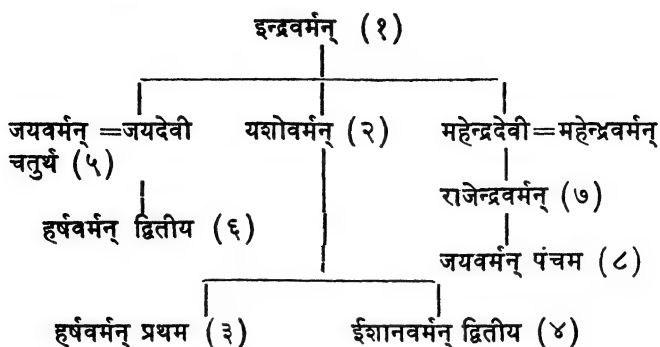 इन्द्रवर्मन् (१)
जयवर्मन् =जयदेवी यशोवर्मन् (२) महेन्द्रदेवी=महेन्द्रवर्मन्
चतुर्थ (५)
राजेन्द्रवर्मन् (७)
हर्षवर्मन् द्वितीय (६)
जयवर्मन् पंचम (८)
हर्षवर्मन् प्रथम (३) ईशानवर्मन् द्वितीय (४)